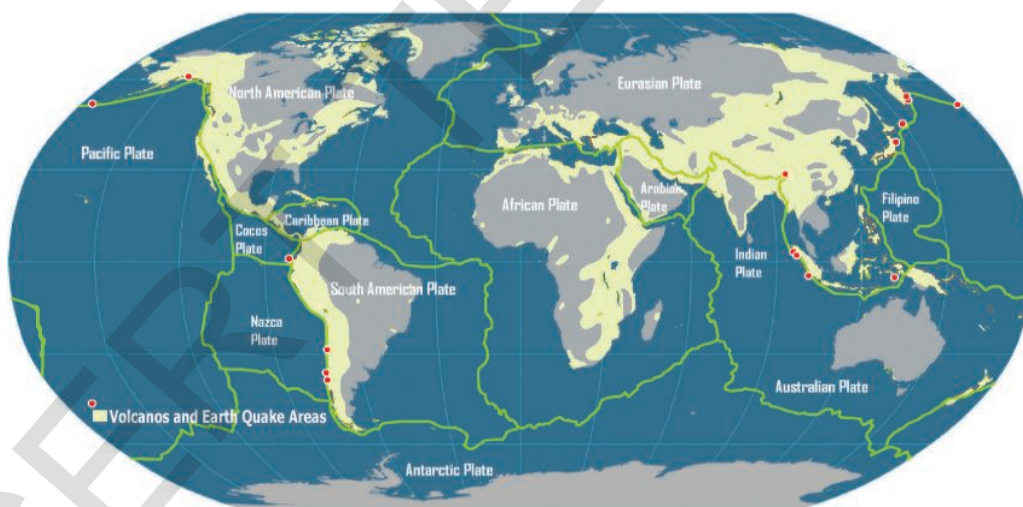 North American Plate
Eurasian Plate
Pacific Plate
African Plate
Arabian
Plate
Filipino
Plate
Caribbean Plate
Cocos
Plate
Indian
Plate
South American Plate
Nazca
Plate
Australian Plate
Volcanos and Earth Quake Areas
Antarctic Plate